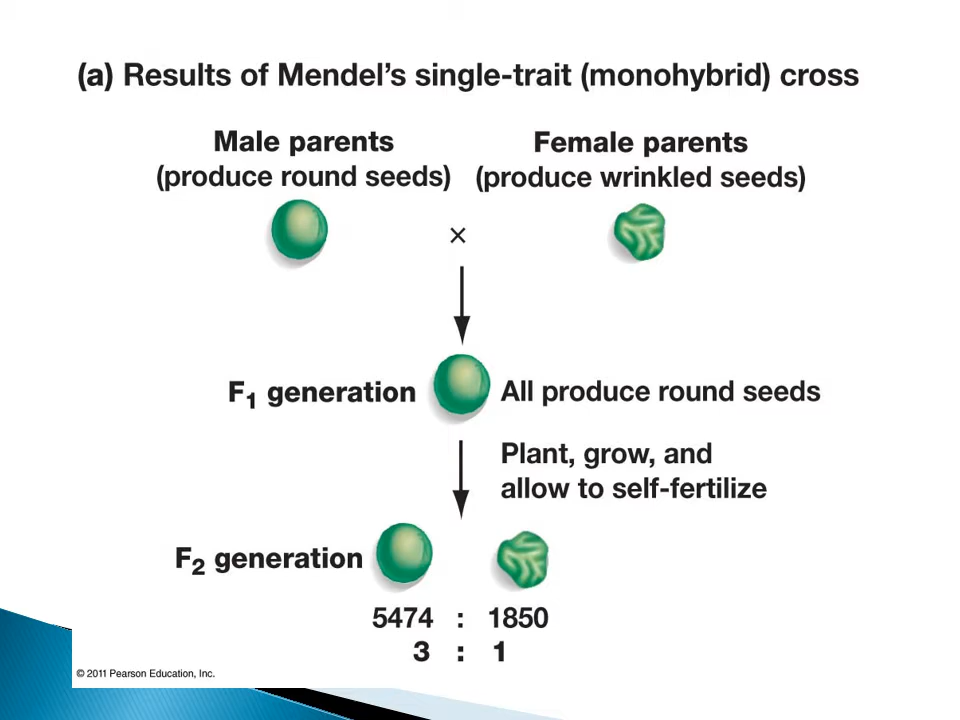 (a) Results of Mendel's single-trait (monohybrid) cross
Male parents
(produce round seeds)
Female parents
(produce wrinkled seeds)
×
F₁ generation
All produce round seeds
Plant, grow, and
allow to self-fertilize
F₂ generation
5474 : 1850
3 : 1
© 2011 Pearson Education, Inc.